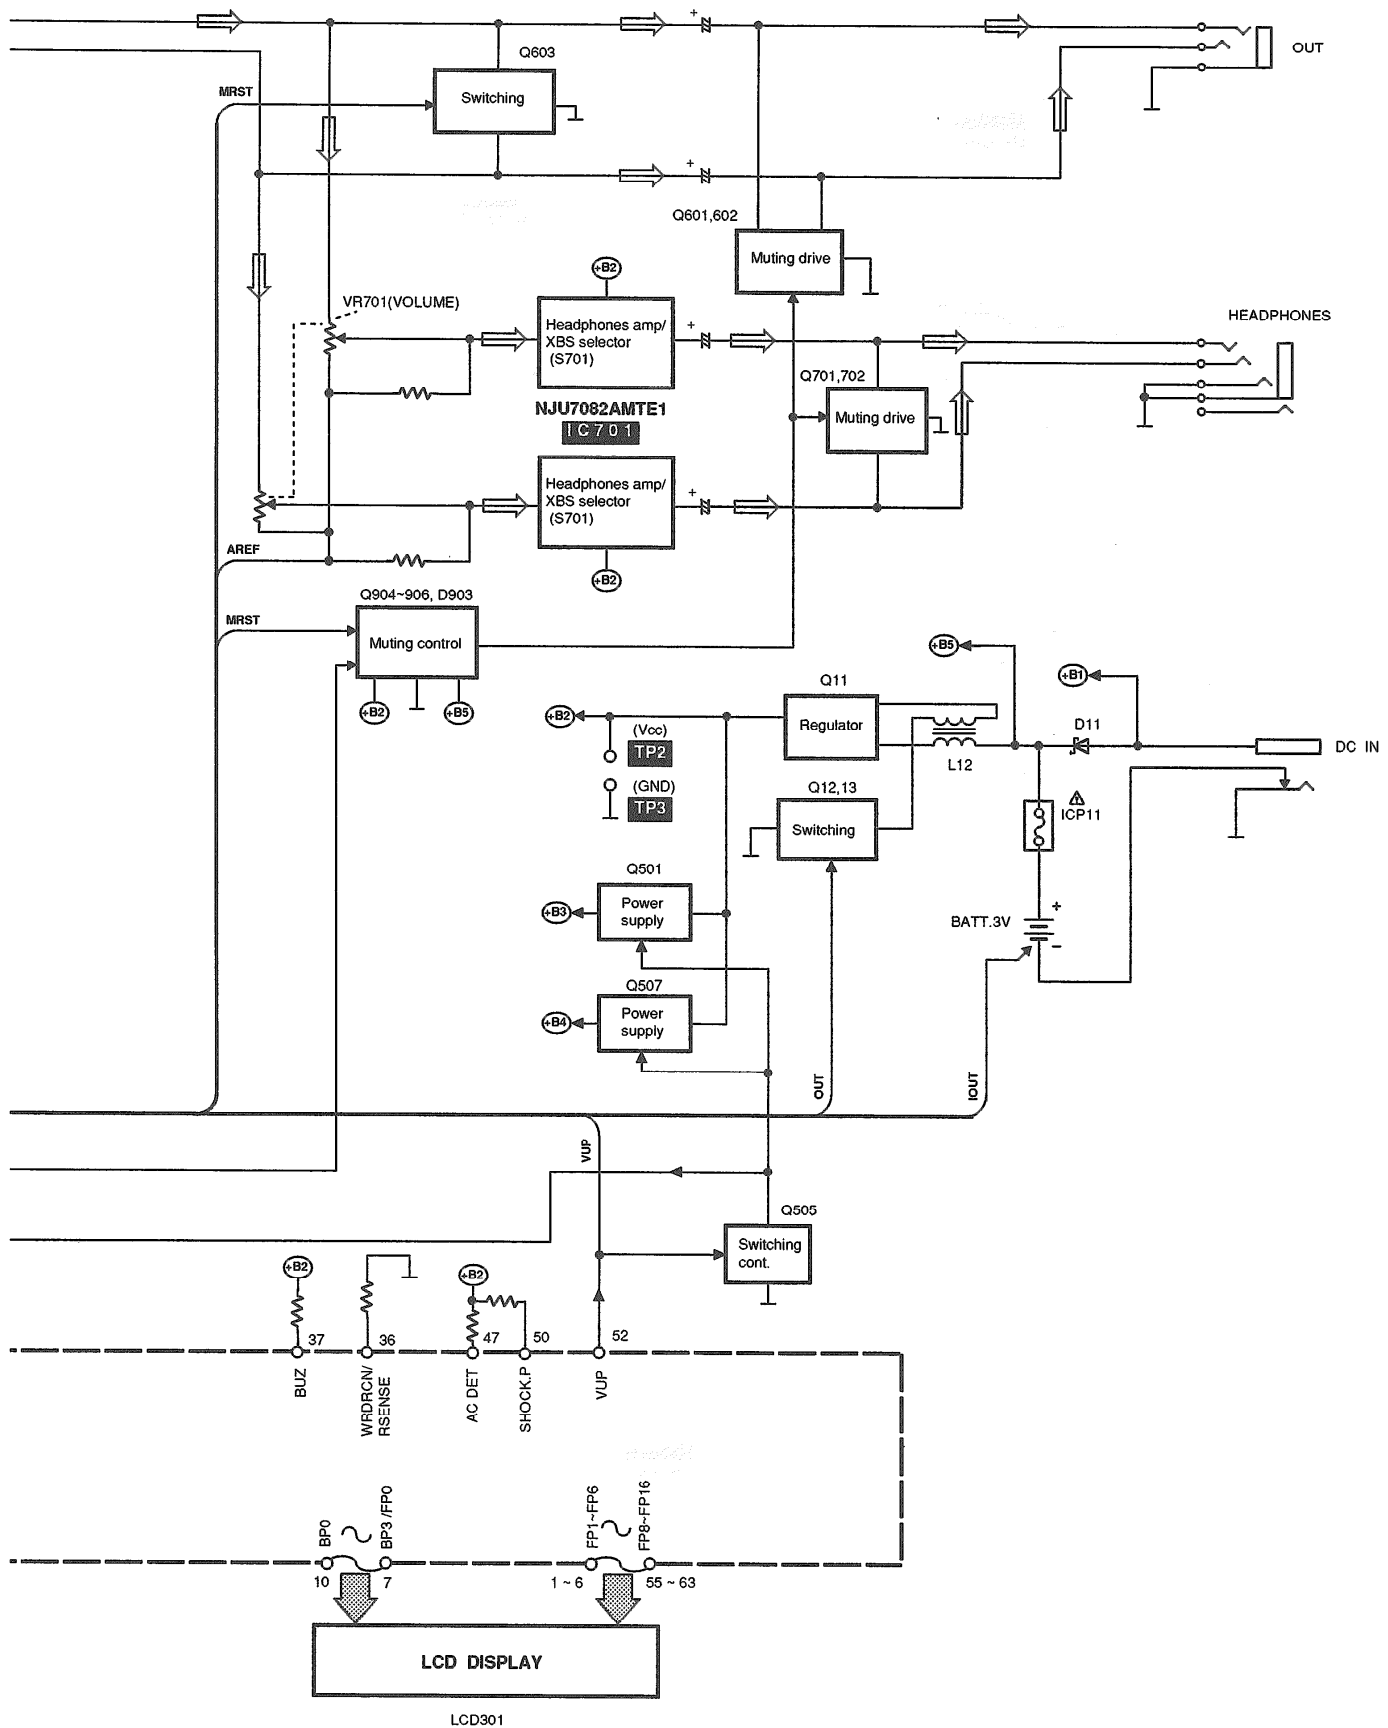 +
Q603
OUT
Switching
MRST
+
Q601,602
Muting drive
+B2
VR701(VOLUME)
HEADPHONES
Headphones amp/
XBS selector
(S701)
+
Q701,702
Muting drive
NJU7082AMTE1
IC701
Headphones amp/
XBS selector
(S701)
+
AREF
+B2
Q904~906, D903
MRST
Muting control
+B2
+B5
+B5
+B1
Q11
Regulator
+B2
(Vcc)
TP2
(GND)
TP3
D11
DC IN
L12
Q12,13
Switching
ICP11
Q501
Power
supply
+B3
BATT.3V
+
−
Q507
Power
supply
+B4
OUT
IOUT
VUP
Q505
Switching
cont.
+B2
+B2
37
36
47
50
52
BUZ
WRDRCN/
RSENSE
AC DET
SHOCK.P
VUP
BP0
BP3 /FP0
FP1~FP6
FP8~FP16
10
7
1 ~ 6
55 ~ 63
LCD DISPLAY
LCD301